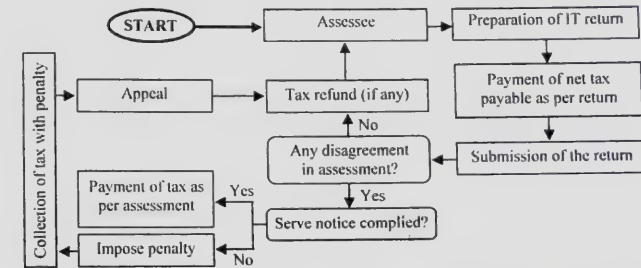 START
Assessee
Preparation of IT return
Collection of tax with penalty
Appeal
Tax refund (if any)
Payment of net tax
payable as per return
No
Any disagreement
in assessment?
Submission of the return
Payment of tax as
per assessment
Yes
Yes
Serve notice complied?
Impose penalty
No